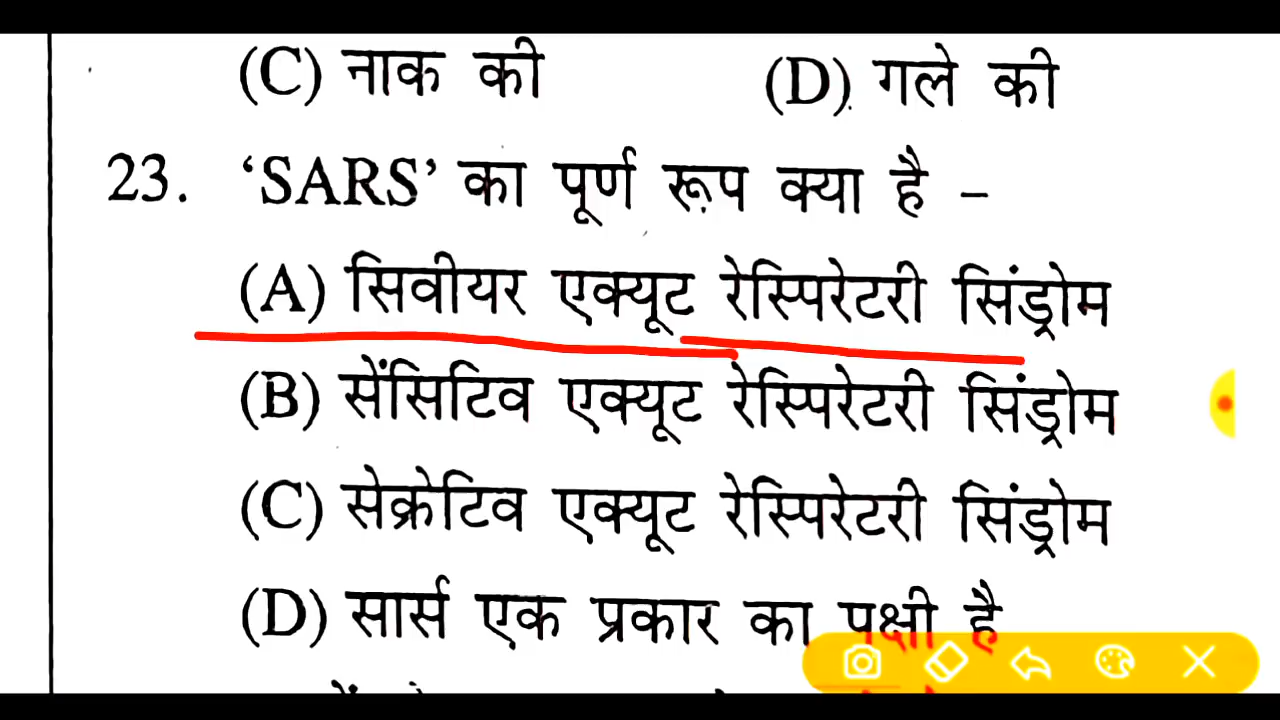 (C) नाक की (D) गले की
23. ‘SARS’ का पूर्ण रूप क्या है –
(A) सिवीयर एक्यूट रेस्पिरेटरी सिंड्रोम
(B) सेंसिटिव एक्यूट रेस्पिरेटरी सिंड्रोम
(C) सेक्रेटिव एक्यूट रेस्पिरेटरी सिंड्रोम
(D) सार्स एक प्रकार का पक्षी है